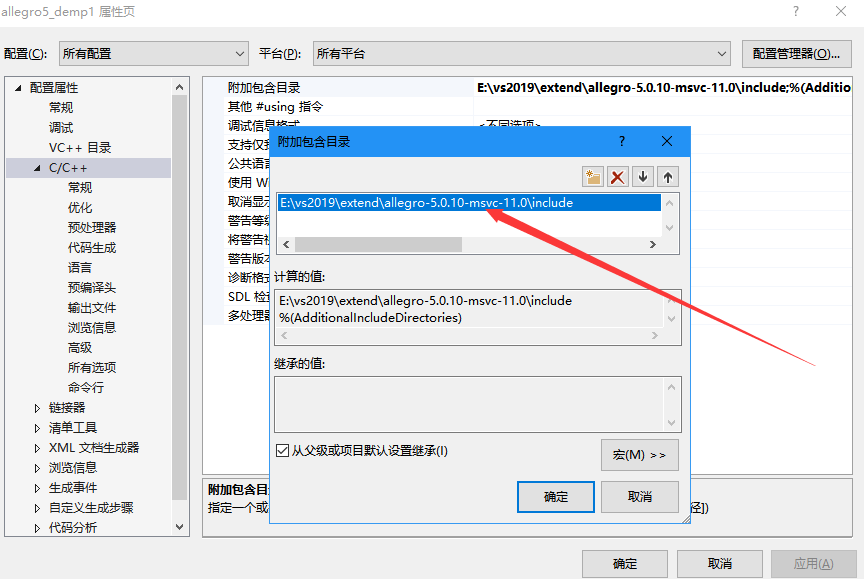 allegro5_demp1 属性页
配置(C): 所有配置 平台(P): 所有平台 配置管理器(O)...
配置属性
常规
调试
VC++ 目录
C/C++
常规
优化
预处理器
代码生成
语言
预编译头
输出文件
浏览信息
高级
所有选项
命令行
链接器
清单工具
XML 文档生成器
浏览信息
生成事件
自定义生成步骤
代码分析
附加包含目录 E:\vs2019\extend\allegro-5.0.10-msvc-11.0\include;%(Additio
其他 #using 指令
调试信息格式 <不同选项>
支持仅我
公共语言
使用 W
取消显示
警告等级
将警告视
警告版本
诊断格式
SDL 检查
多处理器
附加包含目录
E:\vs2019\extend\allegro-5.0.10-msvc-11.0\include
计算的值:
E:\vs2019\extend\allegro-5.0.10-msvc-11.0\include
%(AdditionalIncludeDirectories)
继承的值:
从父级或项目默认设置继承(I)
宏(M) >>
确定 取消
附加包含目
指定一个或 径])
确定 取消 应用(A)